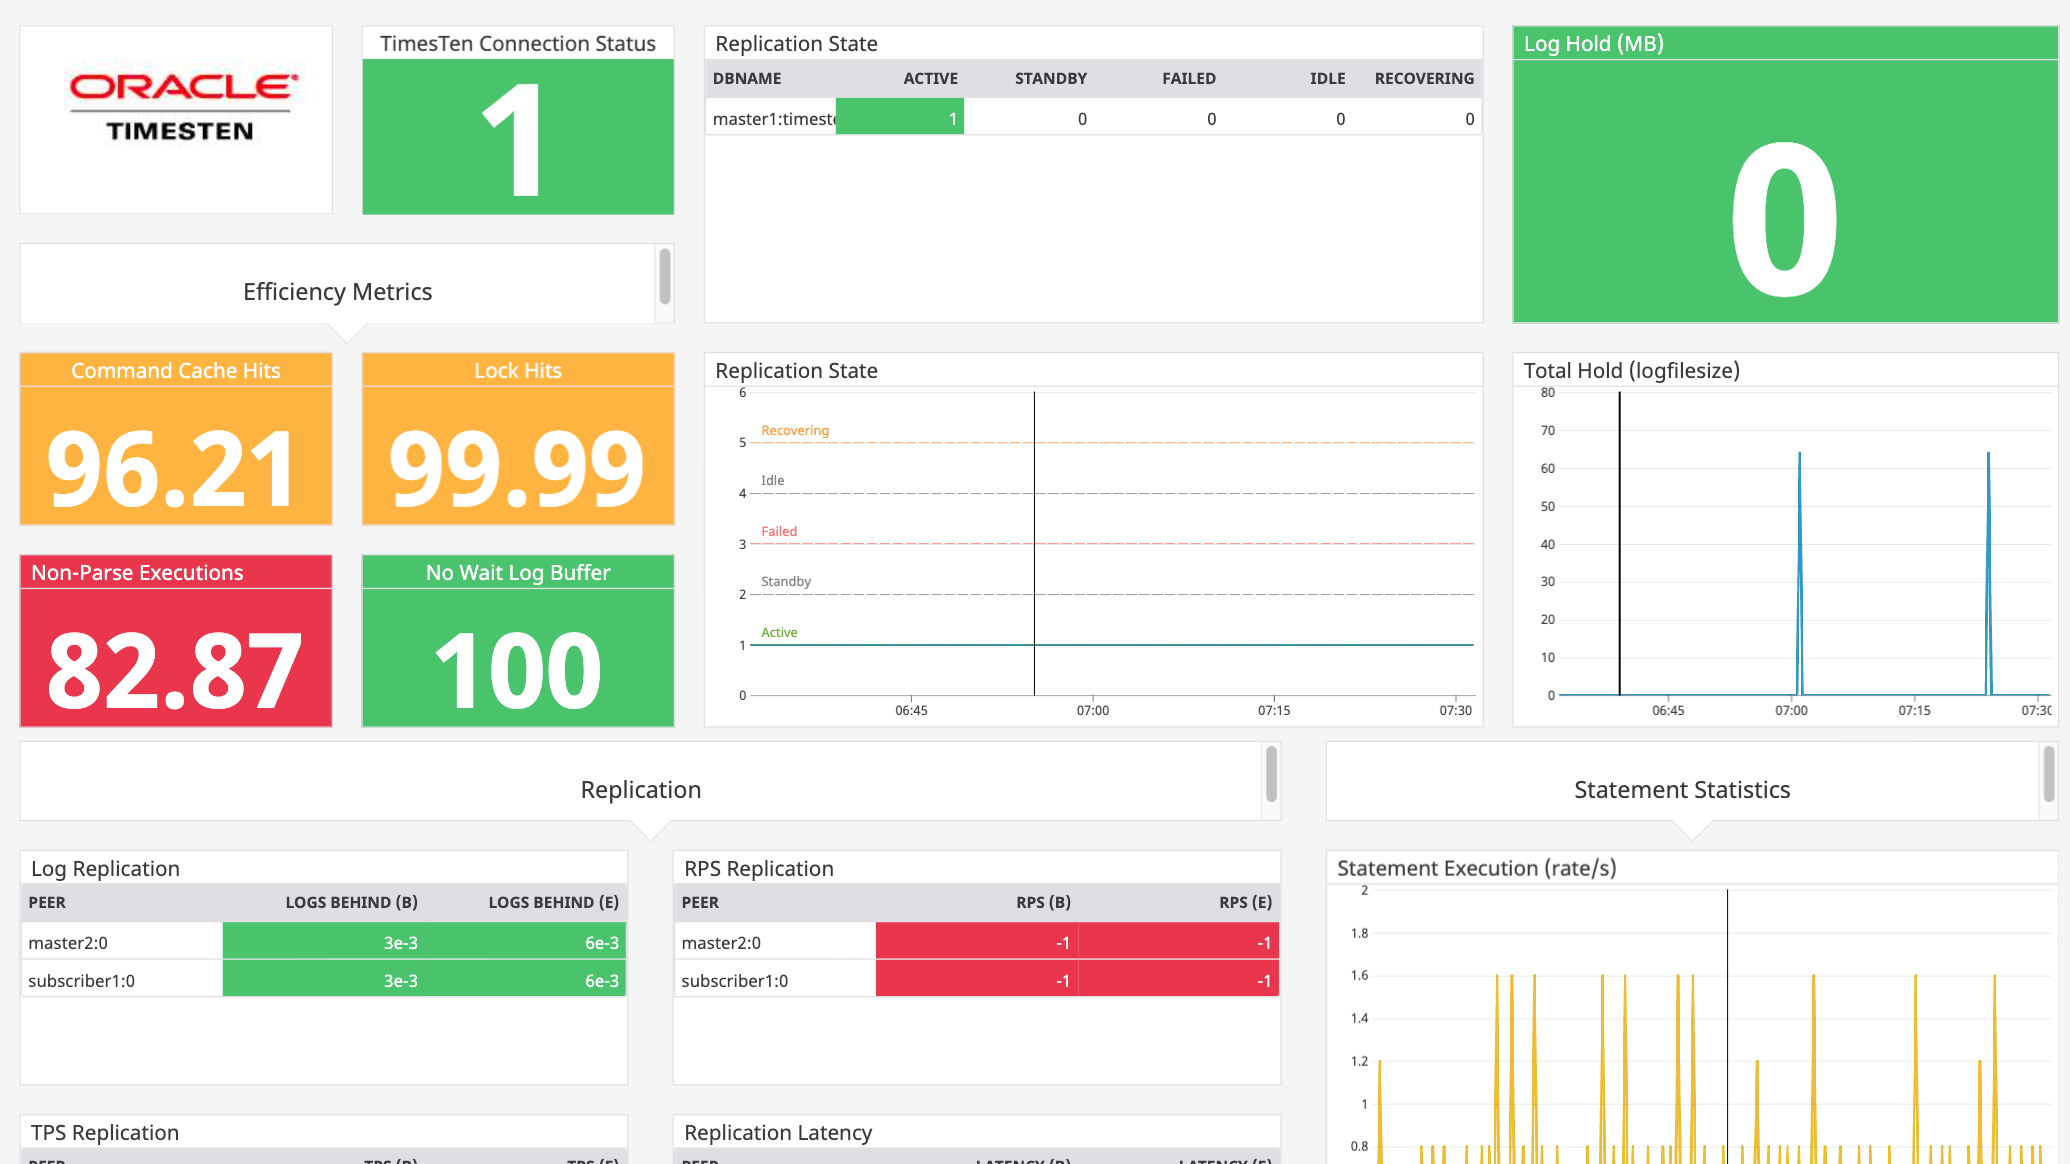 ORACLE
TIMESTEN
TimesTen Connection Status
1
Replication State
DBNAME ACTIVE STANDBY FAILED IDLE RECOVERING
master1:timeste 1 0 0 0 0
Log Hold (MB)
0
Efficiency Metrics
Command Cache Hits
96.21
Lock Hits
99.99
Non-Parse Executions
82.87
No Wait Log Buffer
100
Replication State
6
Recovering
5
Idle
4
Failed
3
Standby
2
Active
1
0
06:45 07:00 07:15 07:30
Total Hold (logfilesize)
80
70
60
50
40
30
20
10
0
06:45 07:00 07:15 07:30
Replication
Log Replication
PEER LOGS BEHIND (B) LOGS BEHIND (E)
master2:0 3e-3 6e-3
subscriber1:0 3e-3 6e-3
RPS Replication
PEER RPS (B) RPS (E)
master2:0 -1 -1
subscriber1:0 -1 -1
TPS Replication
PEER TPS (B) TPS (E)
Replication Latency
PEER LATENCY (B) LATENCY (E)
Statement Statistics
Statement Execution (rate/s)
2
1.8
1.6
1.4
1.2
1
0.8